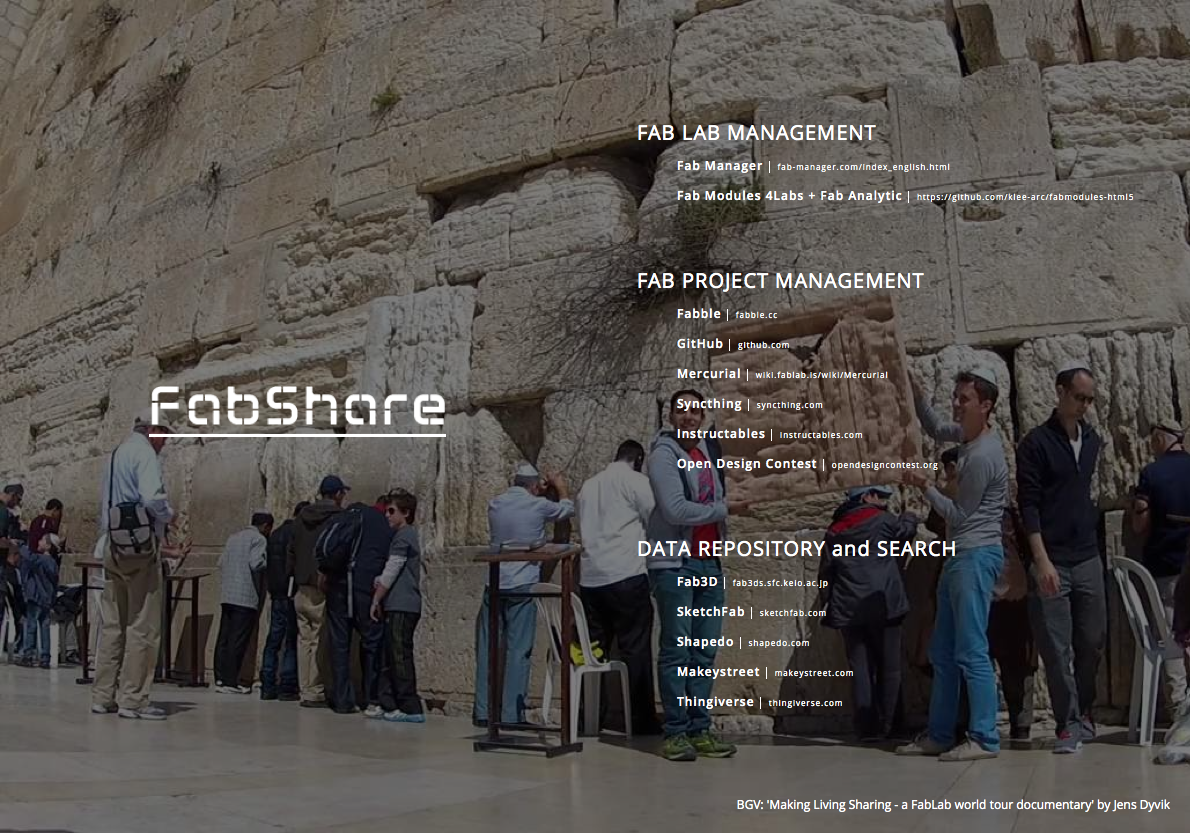 FabShare
FAB LAB MANAGEMENT
Fab Manager | fab-manager.com/index_english.html
Fab Modules 4Labs + Fab Analytic | https://github.com/klee-arc/fabmodules-html5
FAB PROJECT MANAGEMENT
Fabble | fabble.cc
GitHub | github.com
Mercurial | wiki.fablab.is/wiki/Mercurial
Syncthing | syncthing.com
Instructables | instructables.com
Open Design Contest | opendesigncontest.org
DATA REPOSITORY and SEARCH
Fab3D | fab3ds.sfc.keio.ac.jp
SketchFab | sketchfab.com
Shapedo | shapedo.com
Makeystreet | makeystreet.com
Thingiverse | thingiverse.com
BGV: 'Making Living Sharing - a FabLab world tour documentary' by Jens Dyvik